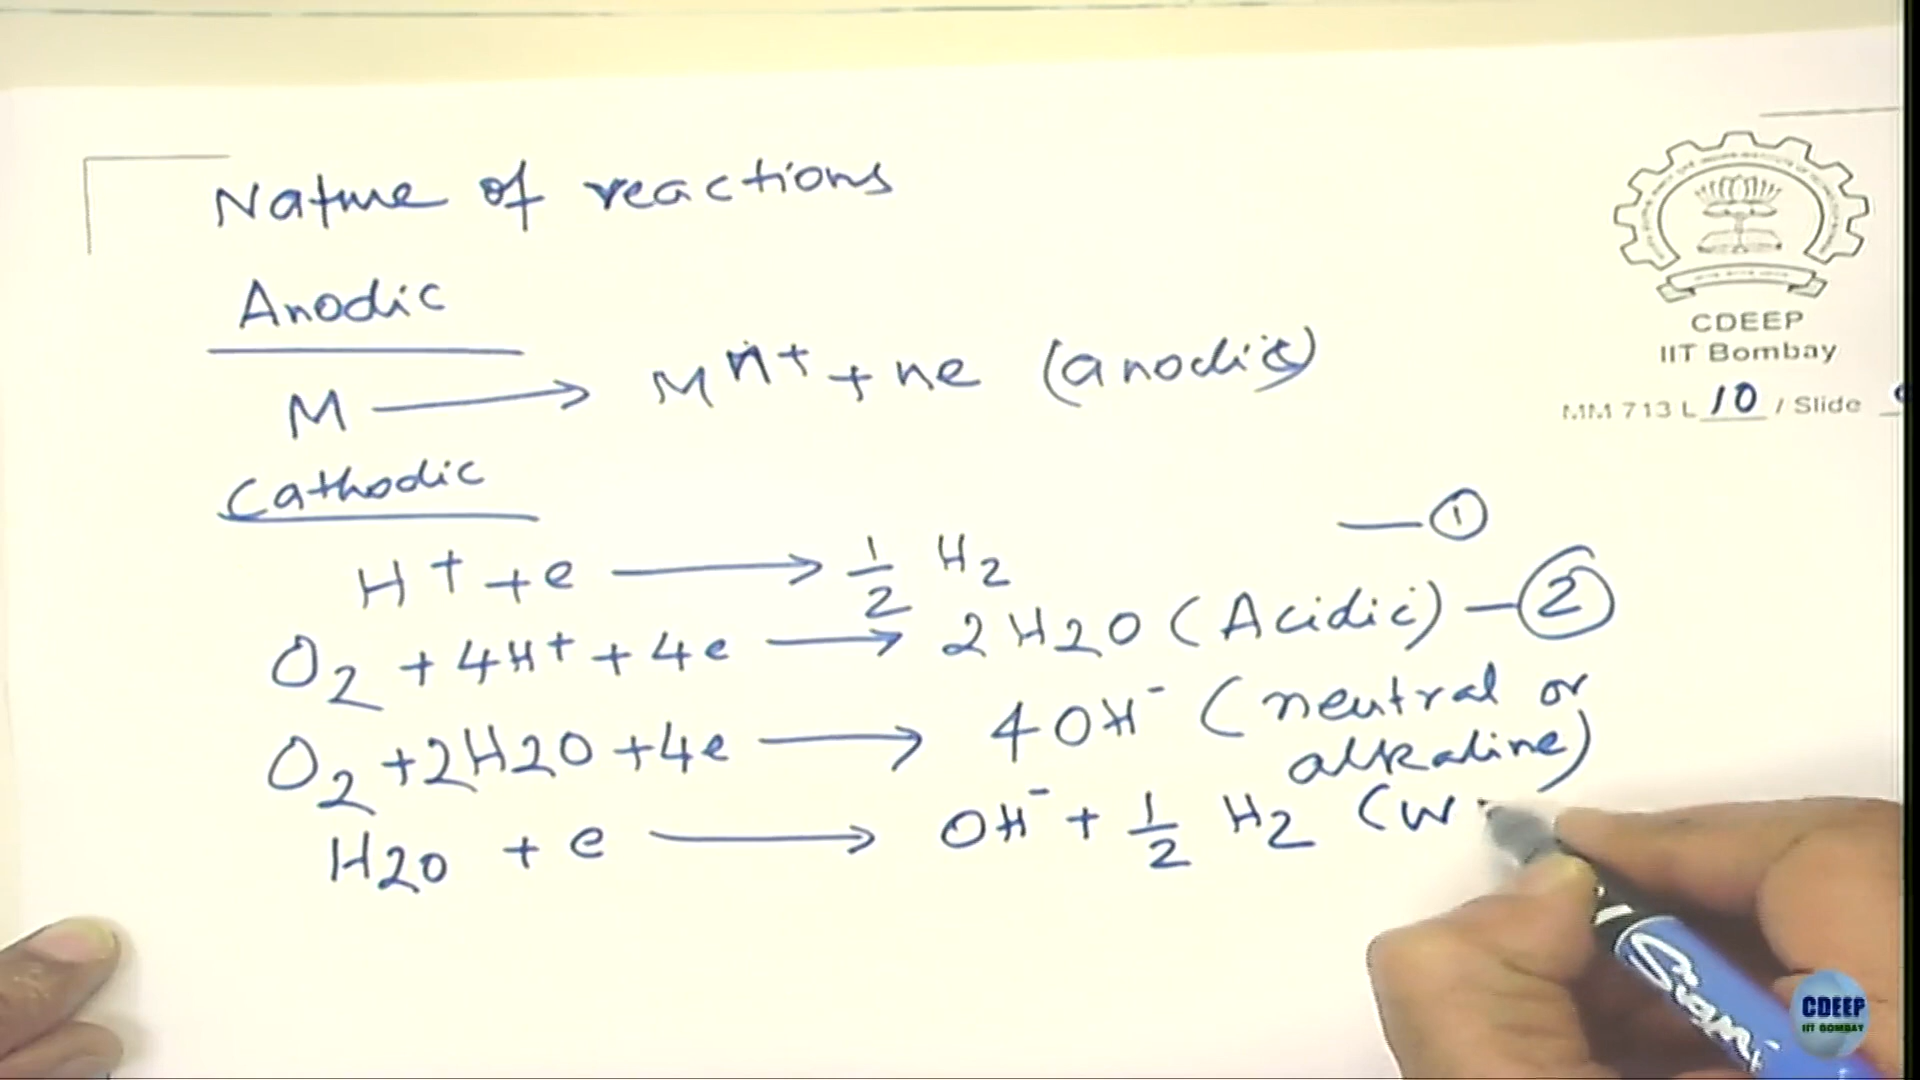 Nature of reactions
Anodic
M ⟶ Mⁿ⁺ + ne (anodic)
Cathodic
H⁺ + e ⟶ 1/2 H2 —①
O2 + 4H⁺ + 4e ⟶ 2H2O (Acidic) —②
O2 + 2H2O + 4e ⟶ 4OH⁻ (neutral or
alkaline)
H2O + e ⟶ OH⁻ + 1/2 H2 (w
CDEEP
IIT Bombay
MM 713 L 10 / Slide
CDEEP
IIT BOMBAY